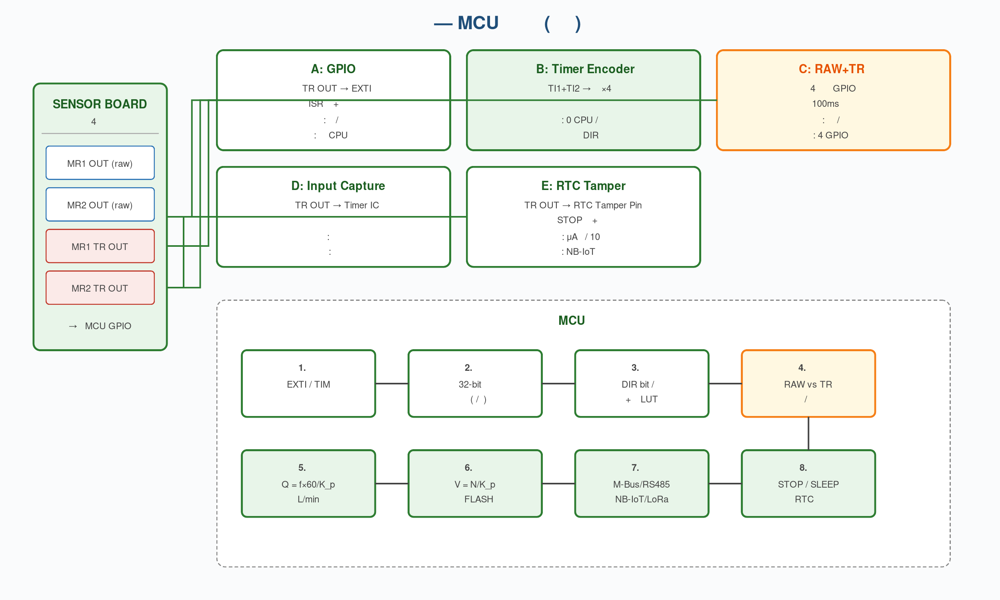 — MCU ( )
SENSOR BOARD
4
MR1 OUT (raw)
MR2 OUT (raw)
MR1 TR OUT
MR2 TR OUT
→ MCU GPIO
A: GPIO
TR OUT → EXTI
ISR +
: /
: CPU
B: Timer Encoder
TI1+TI2 → ×4
: 0 CPU /
DIR
C: RAW+TR
4 GPIO
100ms
: /
: 4 GPIO
D: Input Capture
TR OUT → Timer IC
:
:
E: RTC Tamper
TR OUT → RTC Tamper Pin
STOP +
: µA / 10
: NB-IoT
MCU
1.
EXTI / TIM
2.
32-bit
( / )
3.
DIR bit /
+ LUT
4.
RAW vs TR
/
5.
Q = f×60/K_p
L/min
6.
V = N/K_p
FLASH
7.
M-Bus/RS485
NB-IoT/LoRa
8.
STOP / SLEEP
RTC